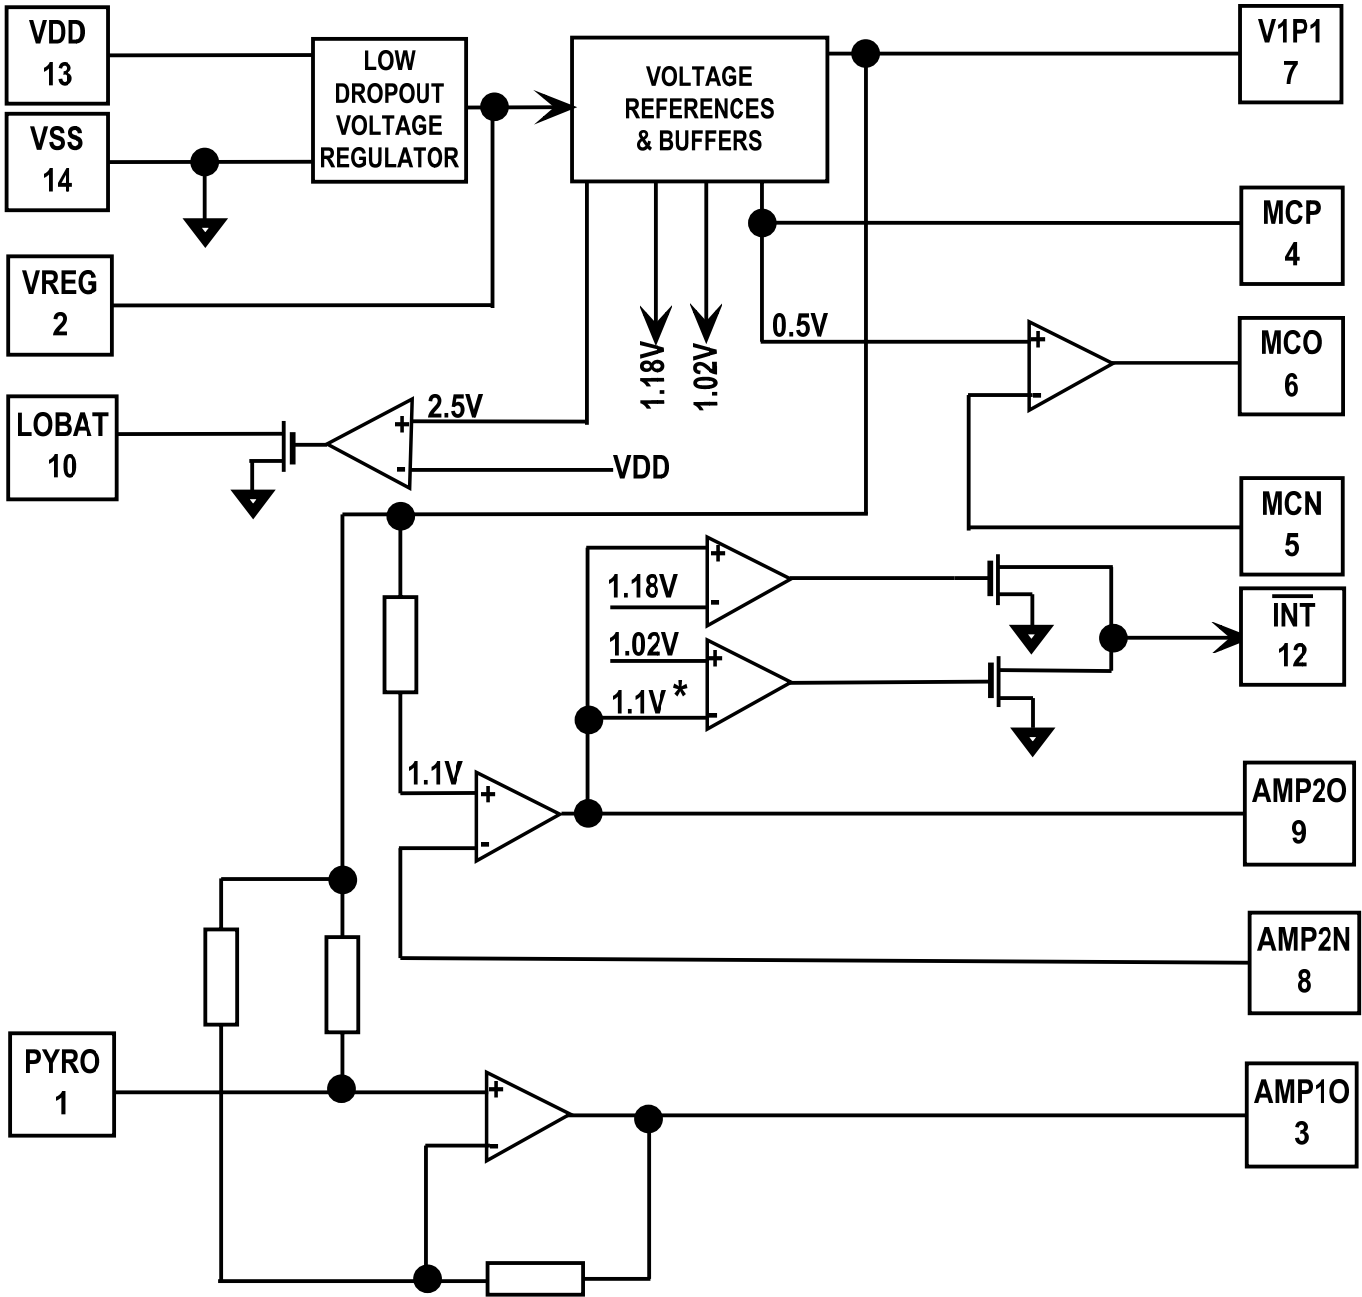 VDD
13
LOW
DROPOUT
VOLTAGE
REGULATOR
VOLTAGE
REFERENCES
& BUFFERS
V1P1
7
VSS
14
MCP
4
VREG
2
1.18V
1.02V
0.5V
+
-
MCO
6
LOBAT
10
2.5V
+
-
VDD
MCN
5
+
1.18V
-
1.02V
+
1.1V *
-
INT
12
1.1V
+
-
AMP2O
9
AMP2N
8
PYRO
1
+
-
AMP1O
3